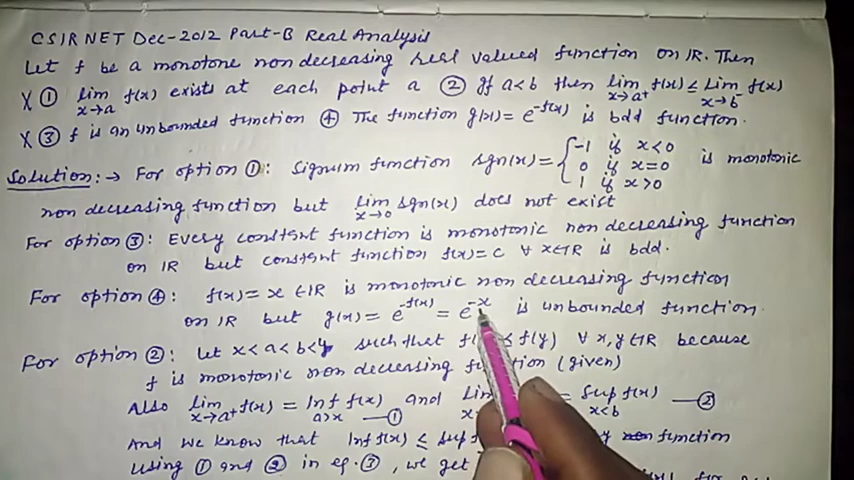 CSIR NET Dec-2012 Part-B Real Analysis
Let f be a monotone non decreasing real valued function on IR. Then
X ① lim x→a f(x) exists at each point a ② If a<b then lim x→a⁺ f(x) ≤ Lim x→b⁻ f(x)
X ③ f is an unbounded function ④ The function g(x) = e^-f(x) is bdd function.
Solution:→ For option ①: Signum function sgn(x) = { -1 if x<0 0 if x=0 1 if x>0 is monotonic
non decreasing function but lim x→0 sgn(x) does not exist
For option ③: Every constant function is monotonic non decreasing function
on IR but constant function f(x)=c ∀ x∈IR is bdd.
For option ④: f(x)=x ∈IR is monotonic non decreasing function
on IR but g(x) = e^-f(x) = e^-x is unbounded function.
For option ②: Let x<a<b<y such that ≤ f(y) ∀ x,y∈IR because
f is monotonic non decreasing function (given)
Also lim x→a⁺ f(x) = Inf a>x f(x) —① and = Sup x<b f(x) —②
And we know that Inf f(x) ≤ function
Using ① and ② in eq. ③, we get